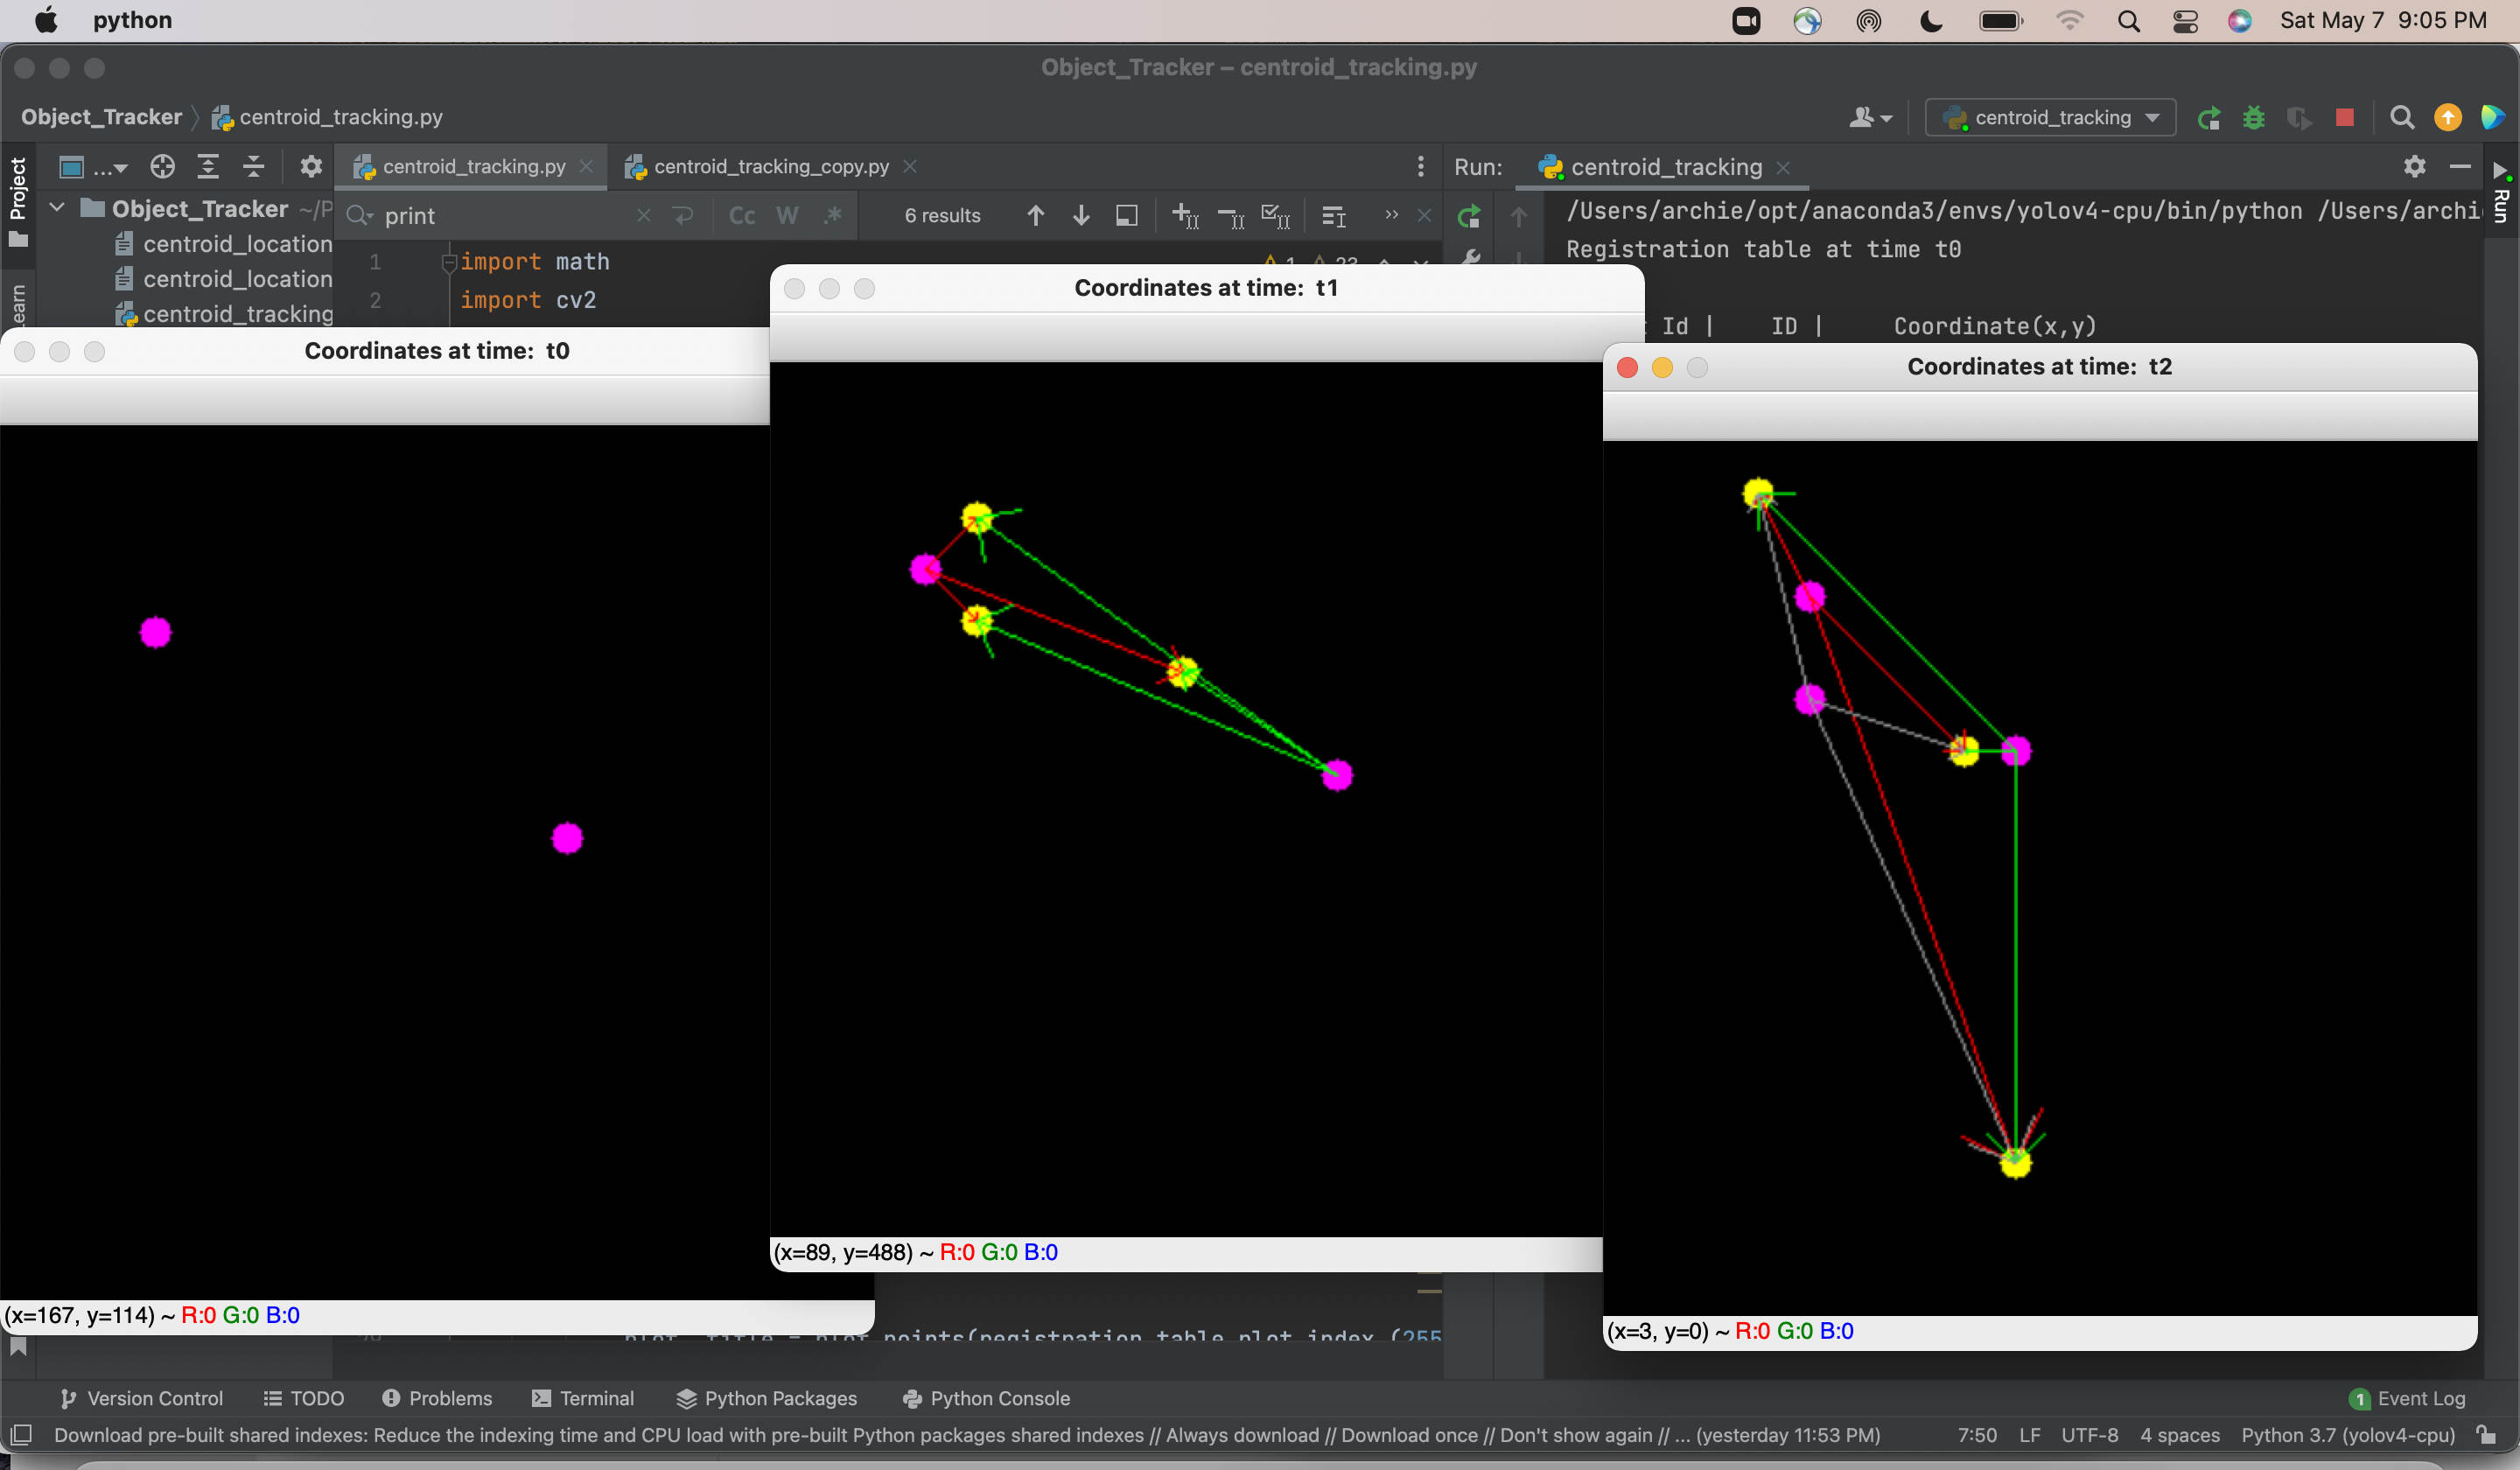 python
Sat May 7 9:05 PM
Object_Tracker – centroid_tracking.py
Object_Tracker
centroid_tracking.py
centroid_tracking
Project
...
centroid_tracking.py
centroid_tracking_copy.py
Run:
centroid_tracking
Run
Object_Tracker ~/P
print
Cc W .*
6 results
/Users/archie/opt/anaconda3/envs/yolov4-cpu/bin/python /Users/archi
centroid_location
centroid_location
centroid_tracking
1 import math
2 import cv2
Registration table at time t0
Id | ID | Coordinate(x,y)
Coordinates at time: t0
Coordinates at time: t1
Coordinates at time: t2
(x=167, y=114) ~ R:0 G:0 B:0
(x=89, y=488) ~ R:0 G:0 B:0
(x=3, y=0) ~ R:0 G:0 B:0
Version Control
TODO
Problems
Terminal
Python Packages
Python Console
1 Event Log
Download pre-built shared indexes: Reduce the indexing time and CPU load with pre-built Python packages shared indexes // Always download // Download once // Don't show again // ... (yesterday 11:53 PM)
7:50 LF UTF-8 4 spaces Python 3.7 (yolov4-cpu)